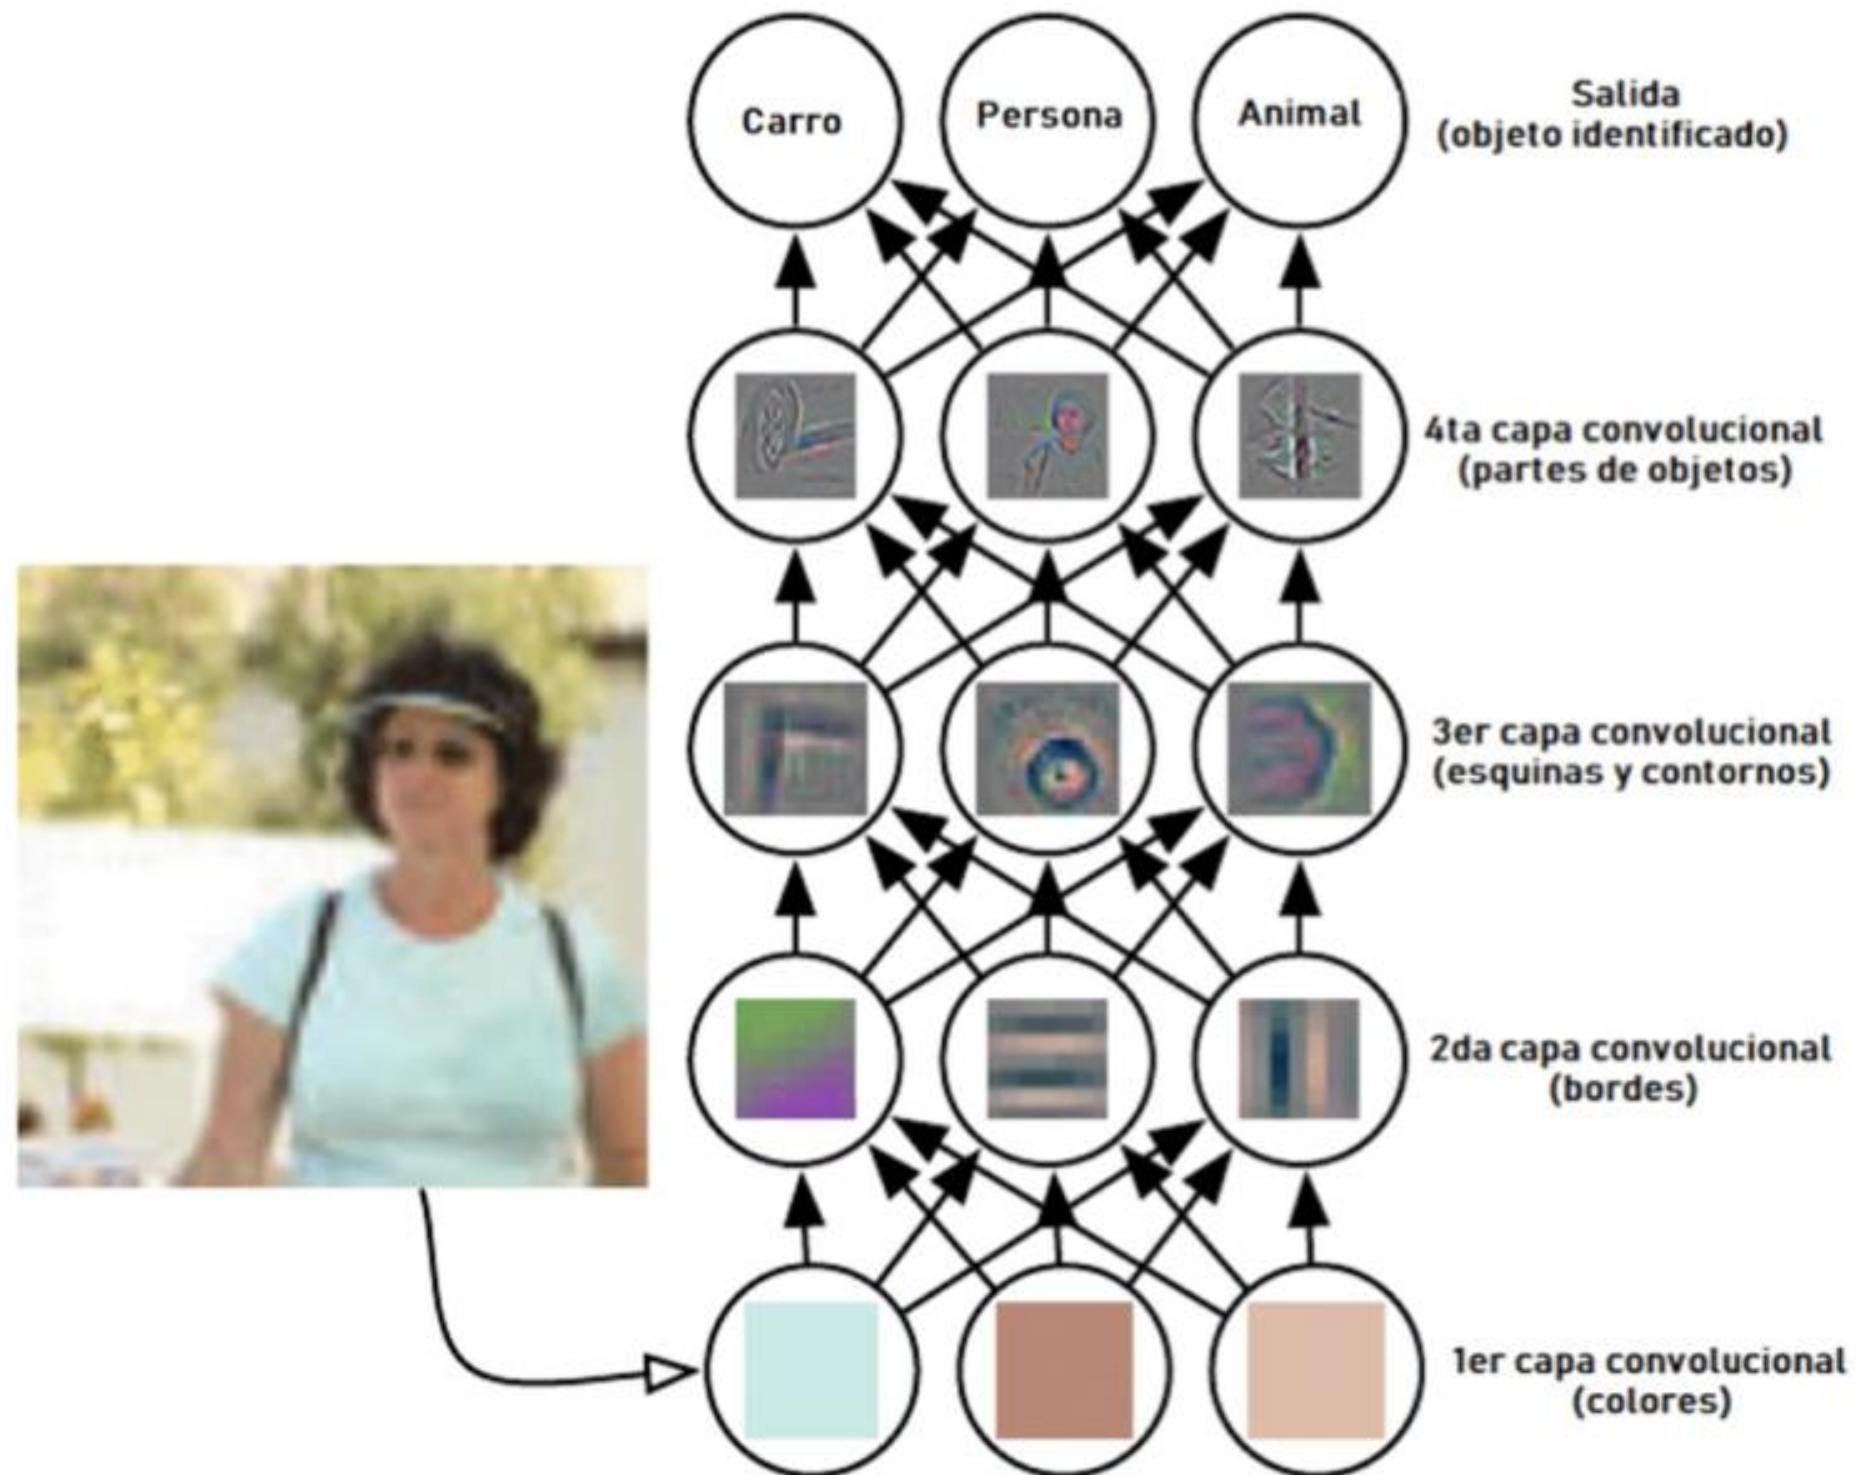 Carro
Persona
Animal
Salida
(objeto identificado)
4ta capa convolucional
(partes de objetos)
3er capa convolucional
(esquinas y contornos)
2da capa convolucional
(bordes)
1er capa convolucional
(colores)